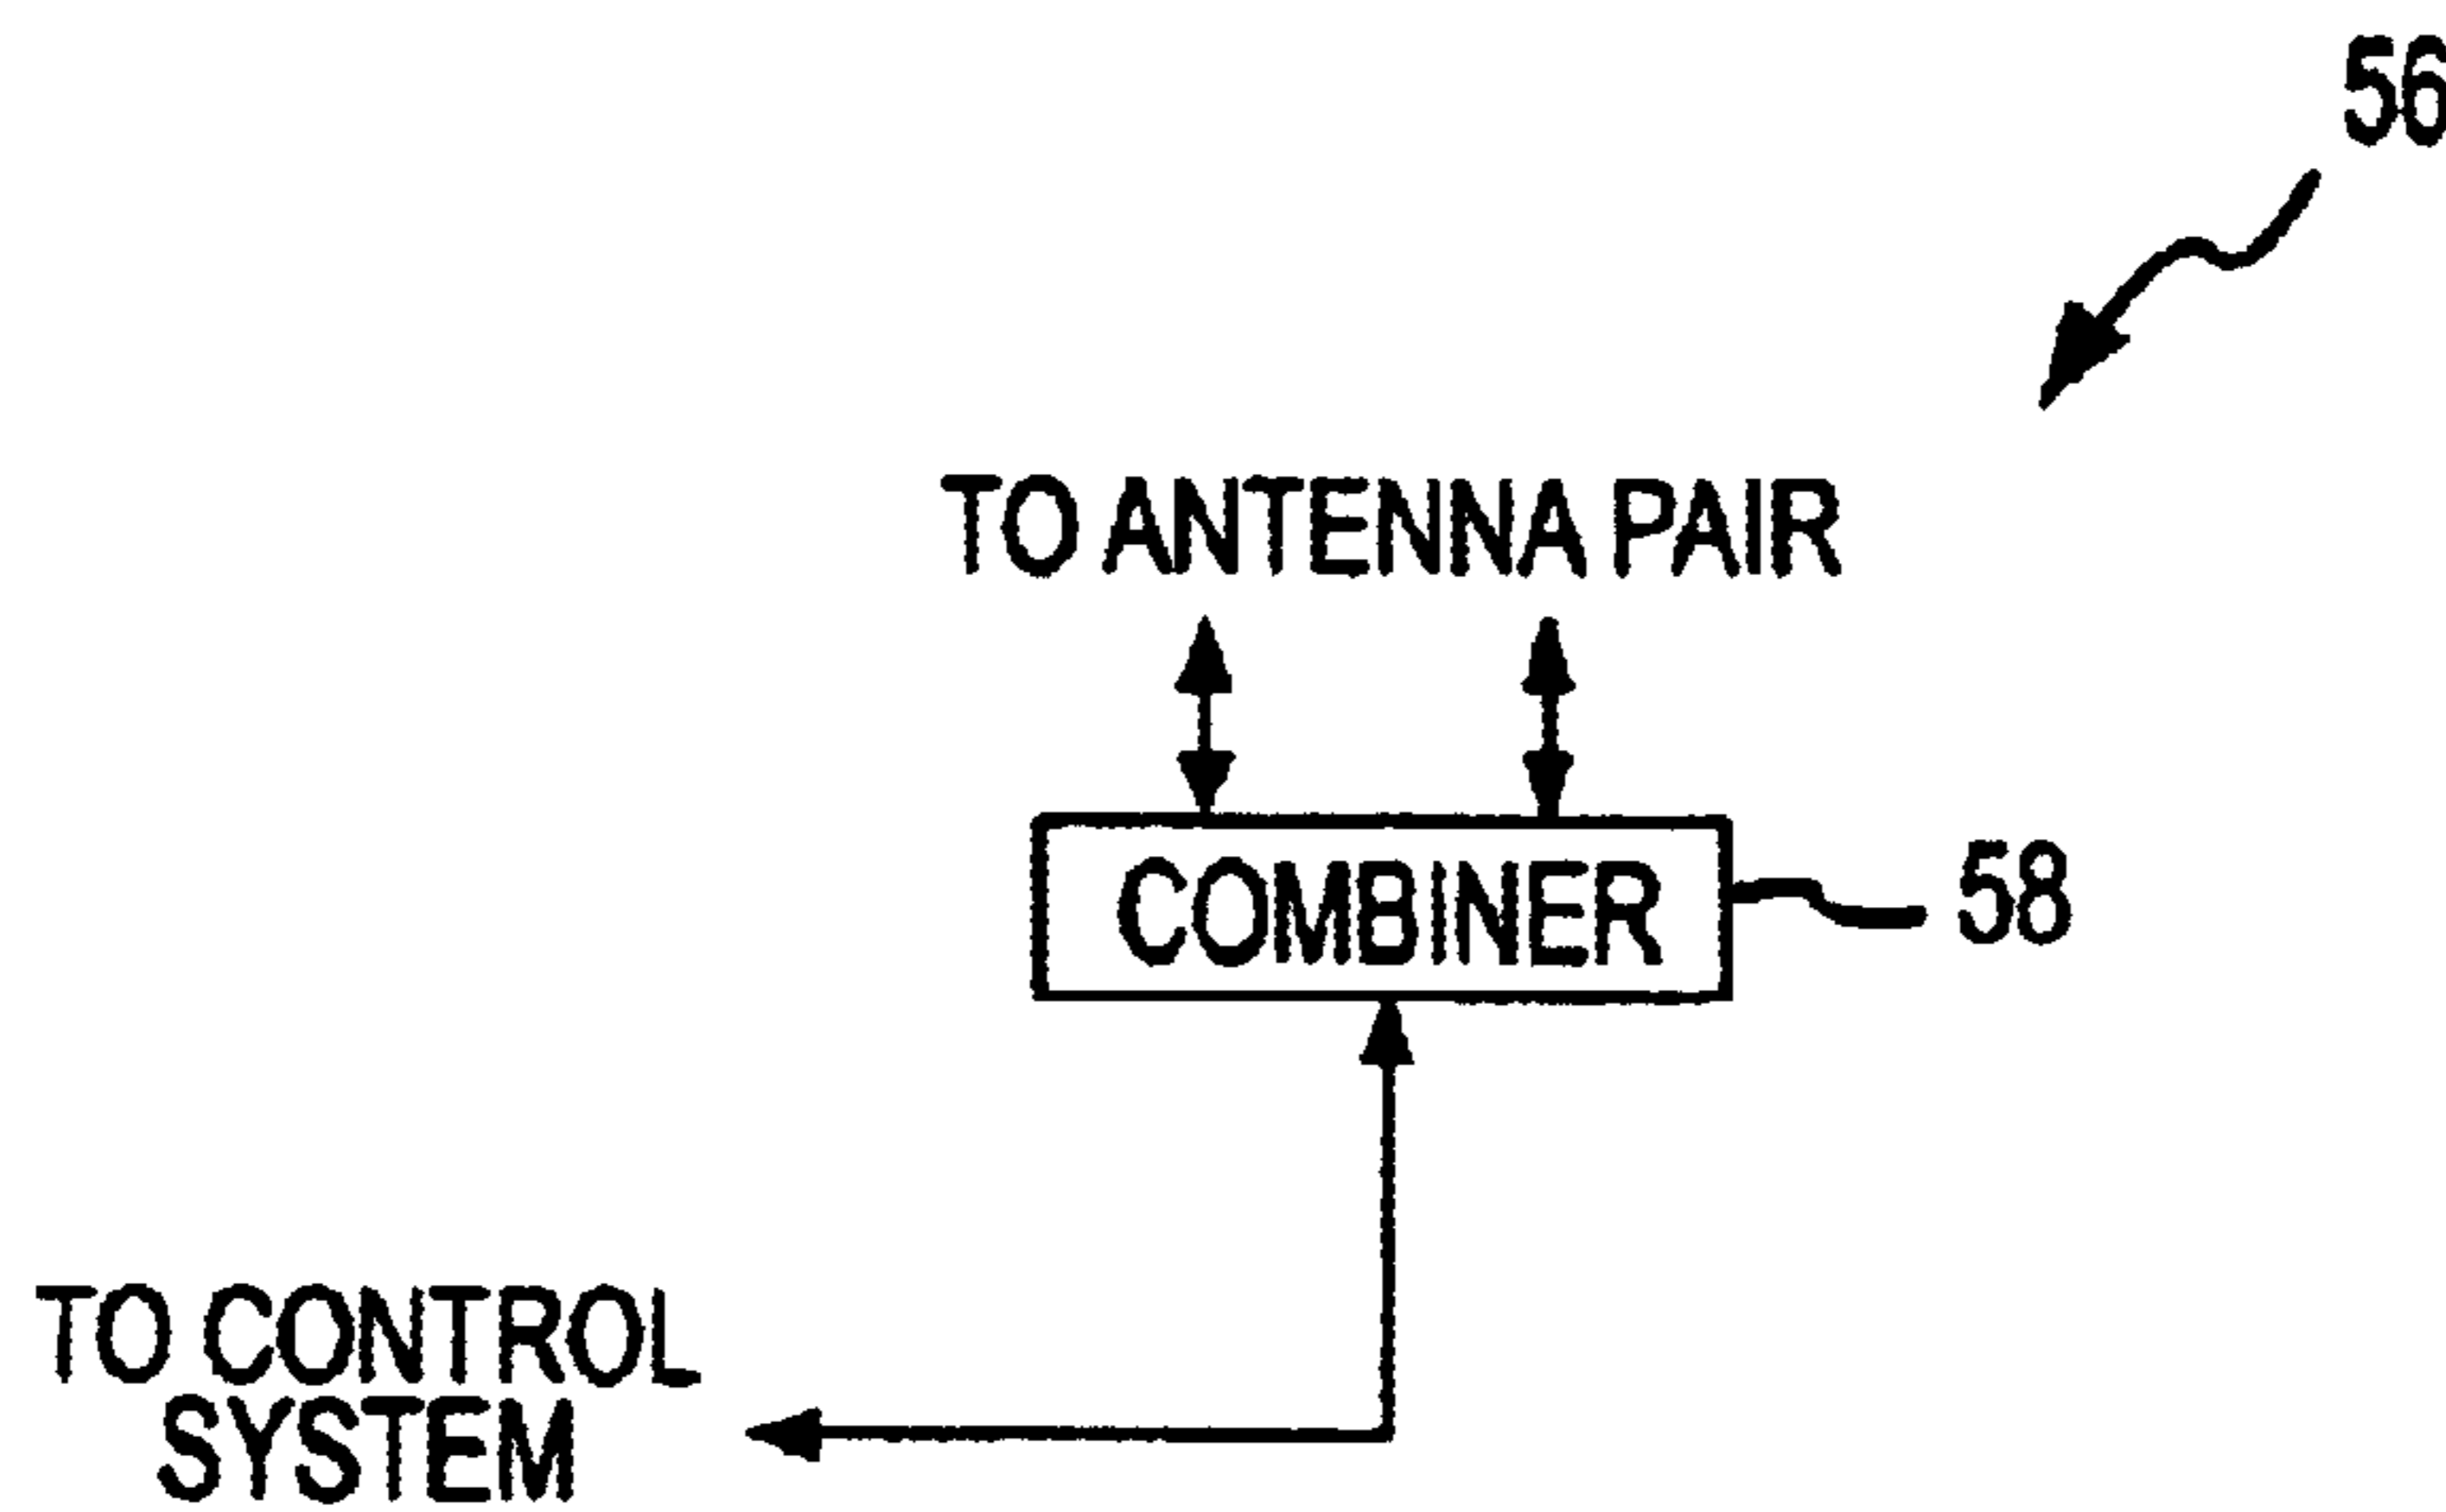 56
TO ANTENNA PAIR
COMBINER
58
TO CONTROL
SYSTEM